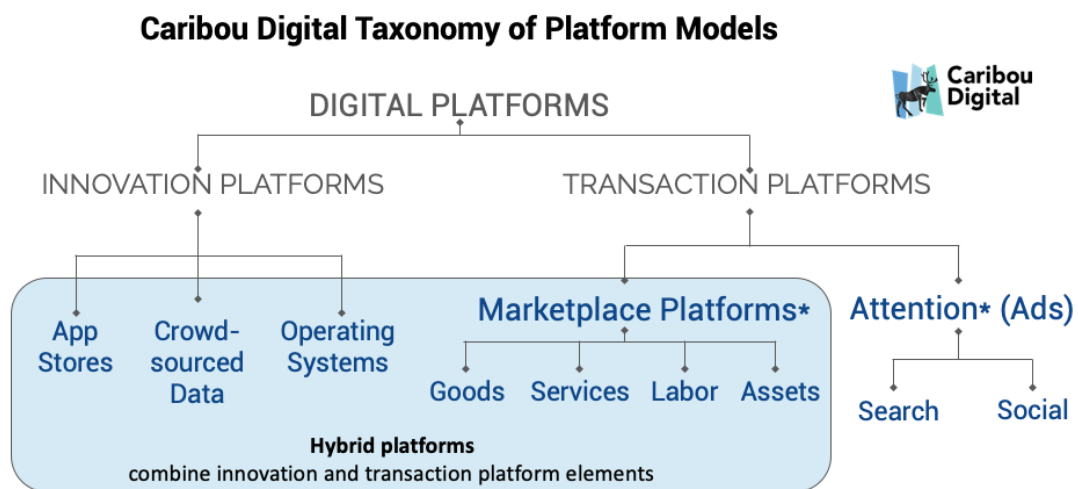 Caribou Digital Taxonomy of Platform Models
Caribou
Digital
DIGITAL PLATFORMS
INNOVATION PLATFORMS
TRANSACTION PLATFORMS
App
Stores
Crowd-
sourced
Data
Operating
Systems
Marketplace Platforms*
Goods
Services
Labor
Assets
Attention* (Ads)
Search
Social
Hybrid platforms
combine innovation and transaction platform elements